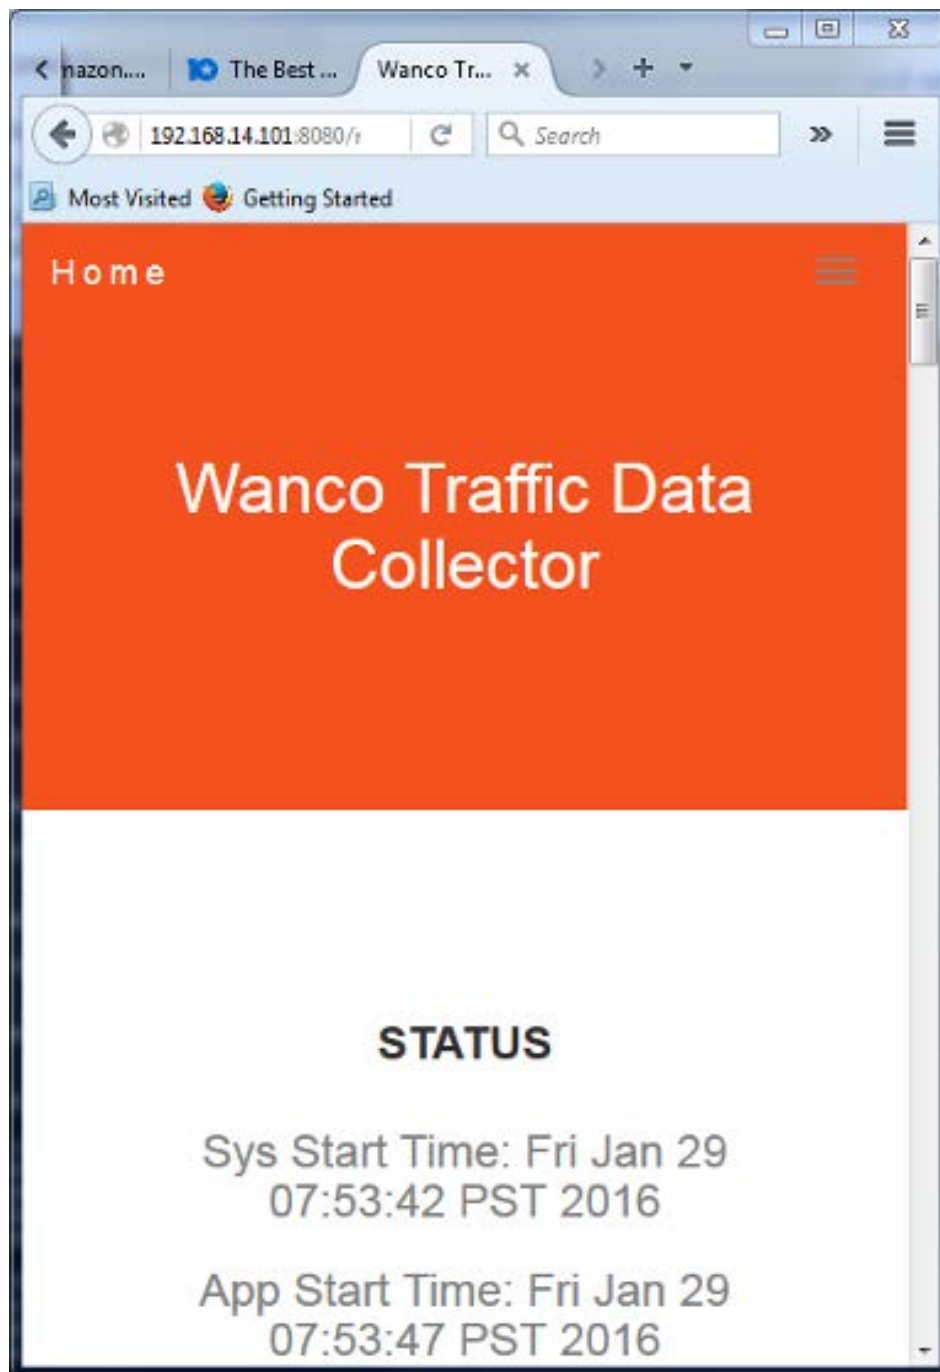 nazon....
The Best ...
Wanco Tr...
192.168.14.101:8080/r
Search
Most Visited
Getting Started
Home
Wanco Traffic Data
Collector
STATUS
Sys Start Time: Fri Jan 29
07:53:42 PST 2016
App Start Time: Fri Jan 29
07:53:47 PST 2016